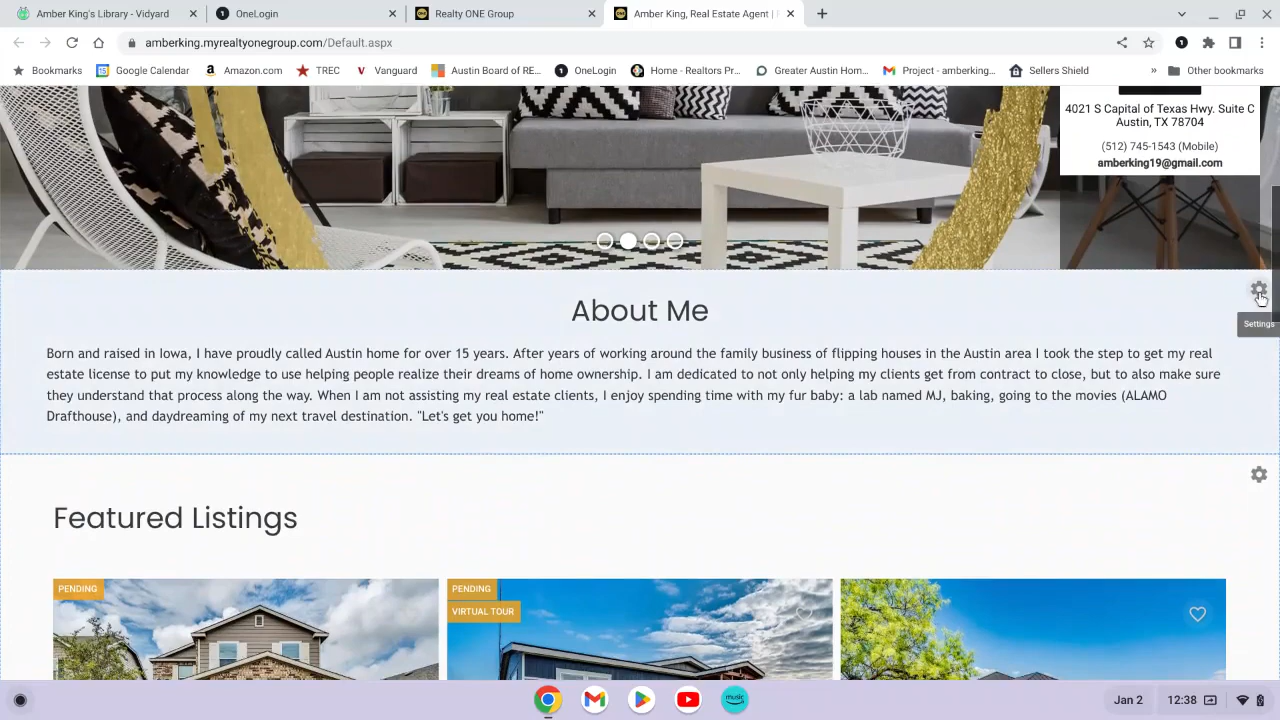 Amber King's Library - Vidyard
OneLogin
Realty ONE Group
Amber King, Real Estate Agent |
amberking.myrealtyonegroup.com/Default.aspx
Bookmarks
Google Calenda
Amazon.com
TREC
Vanguard
Austin Board of RE...
OneLogin
Home - Realtors Pr...
Greater Austin Hom...
Project - amberking...
Sellers Shield
»
Other bookmarks
4021 S Capital of Texas Hwy. Suite C
Austin, TX 78704
(512) 745-1543 (Mobile)
amberking19@gmail.com
Settings
About Me
Born and raised in Iowa, I have proudly called Austin home for over 15 years. After years of working around the family business of flipping houses in the Austin area I took the step to get my real
estate license to put my knowledge to use helping people realize their dreams of home ownership. I am dedicated to not only helping my clients get from contract to close, but to also make sure
they understand that process along the way. When I am not assisting my real estate clients, I enjoy spending time with my fur baby: a lab named MJ, baking, going to the movies (ALAMO
Drafthouse), and daydreaming of my next travel destination. "Let's get you home!"
Featured Listings
PENDING
PENDING
VIRTUAL TOUR
music
Jan 2
12:38